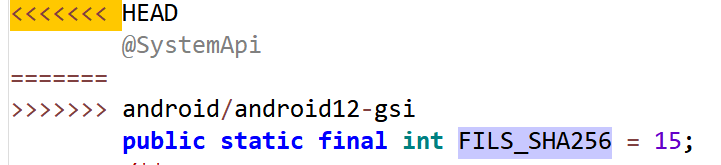 <<<<<<< HEAD
@SystemApi
=======
>>>>>>> android/android12-gsi
public static final int FILS_SHA256 = 15;